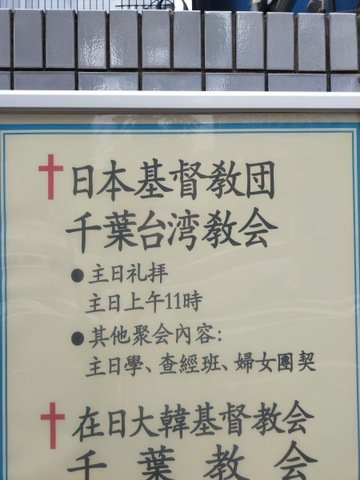 日本基督教団
千葉台湾教会
●主日礼拝
主日上午11時
●其他聚会內容:
主日學、查經班、婦女團契
在日大韓基督教会
千葉教会